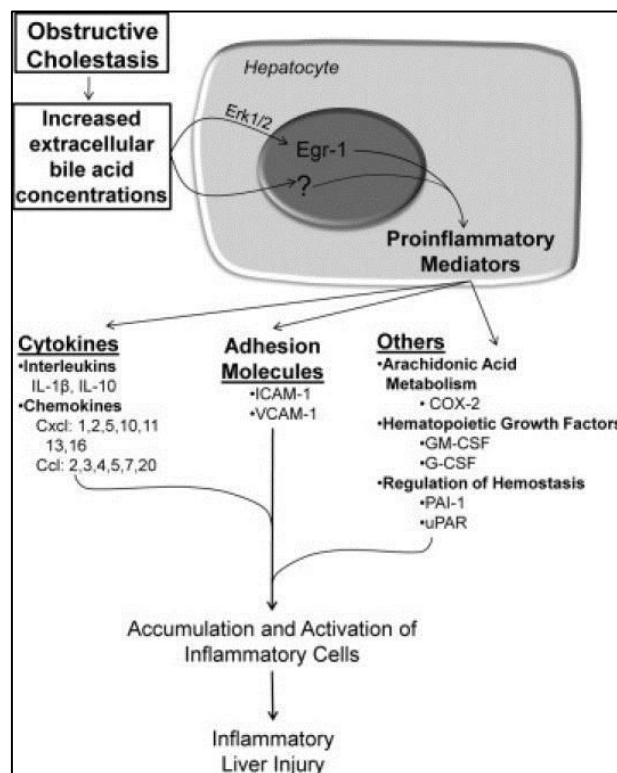 Obstructive
Cholestasis
Increased
extracellular
bile acid
concentrations
Hepatocyte
Erk1/2
Egr-1
?
Proinflammatory
Mediators
Cytokines
•Interleukins
IL-1β, IL-10
•Chemokines
Cxcl: 1,2,5,10,11
13,16
Ccl: 2,3,4,5,7,20
Adhesion
Molecules
•ICAM-1
•VCAM-1
Others
•Arachidonic Acid
Metabolism
•COX-2
•Hematopoietic Growth Factors
•GM-CSF
•G-CSF
•Regulation of Hemostasis
•PAI-1
•uPAR
Accumulation and Activation of
Inflammatory Cells
Inflammatory
Liver Injury